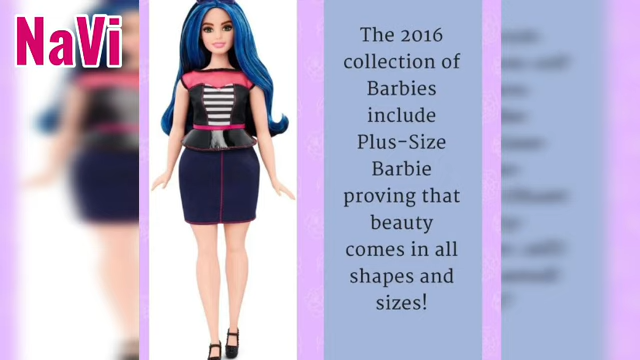 NaVi
The 2016
collection of
Barbies
include
Plus-Size
Barbie
proving that
beauty
comes in all
shapes and
sizes!